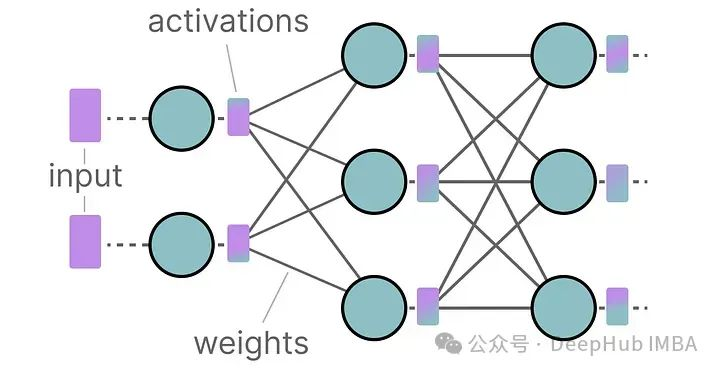 activations
input
weights
公众号 · DeepHub IMBA